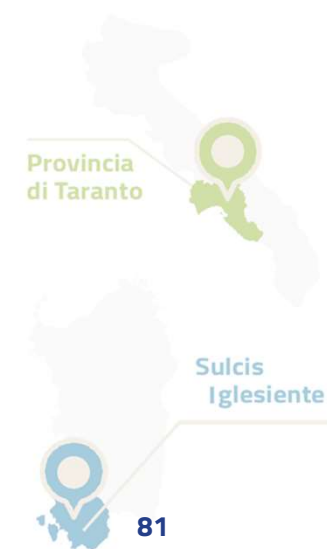 Provincia
di Taranto
Sulcis
Iglesiente
81